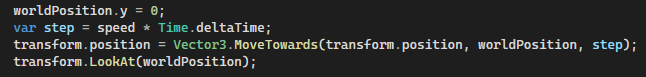 worldPosition.y = 0;
var step = speed * Time.deltaTime;
transform.position = Vector3.MoveTowards(transform.position, worldPosition, step);
transform.LookAt(worldPosition);